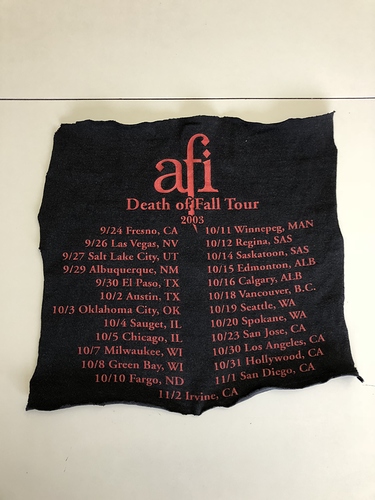 afi
Death of Fall Tour
2003
9/24 Fresno, CA
9/26 Las Vegas, NV
9/27 Salt Lake City, UT
9/29 Albuquerque, NM
9/30 El Paso, TX
10/2 Austin, TX
10/3 Oklahoma City, OK
10/4 Sauget, IL
10/5 Chicago, IL
10/7 Milwaukee, WI
10/8 Green Bay, WI
10/10 Fargo, ND
10/11 Winnepeg, MAN
10/12 Regina, SAS
10/14 Saskatoon, SAS
10/15 Edmonton, ALB
10/16 Calgary, ALB
10/18 Vancouver, B.C.
10/19 Seattle, WA
10/20 Spokane, WA
10/23 San Jose, CA
10/30 Los Angeles, CA
10/31 Hollywood, CA
11/1 San Diego, CA
11/2 Irvine, CA